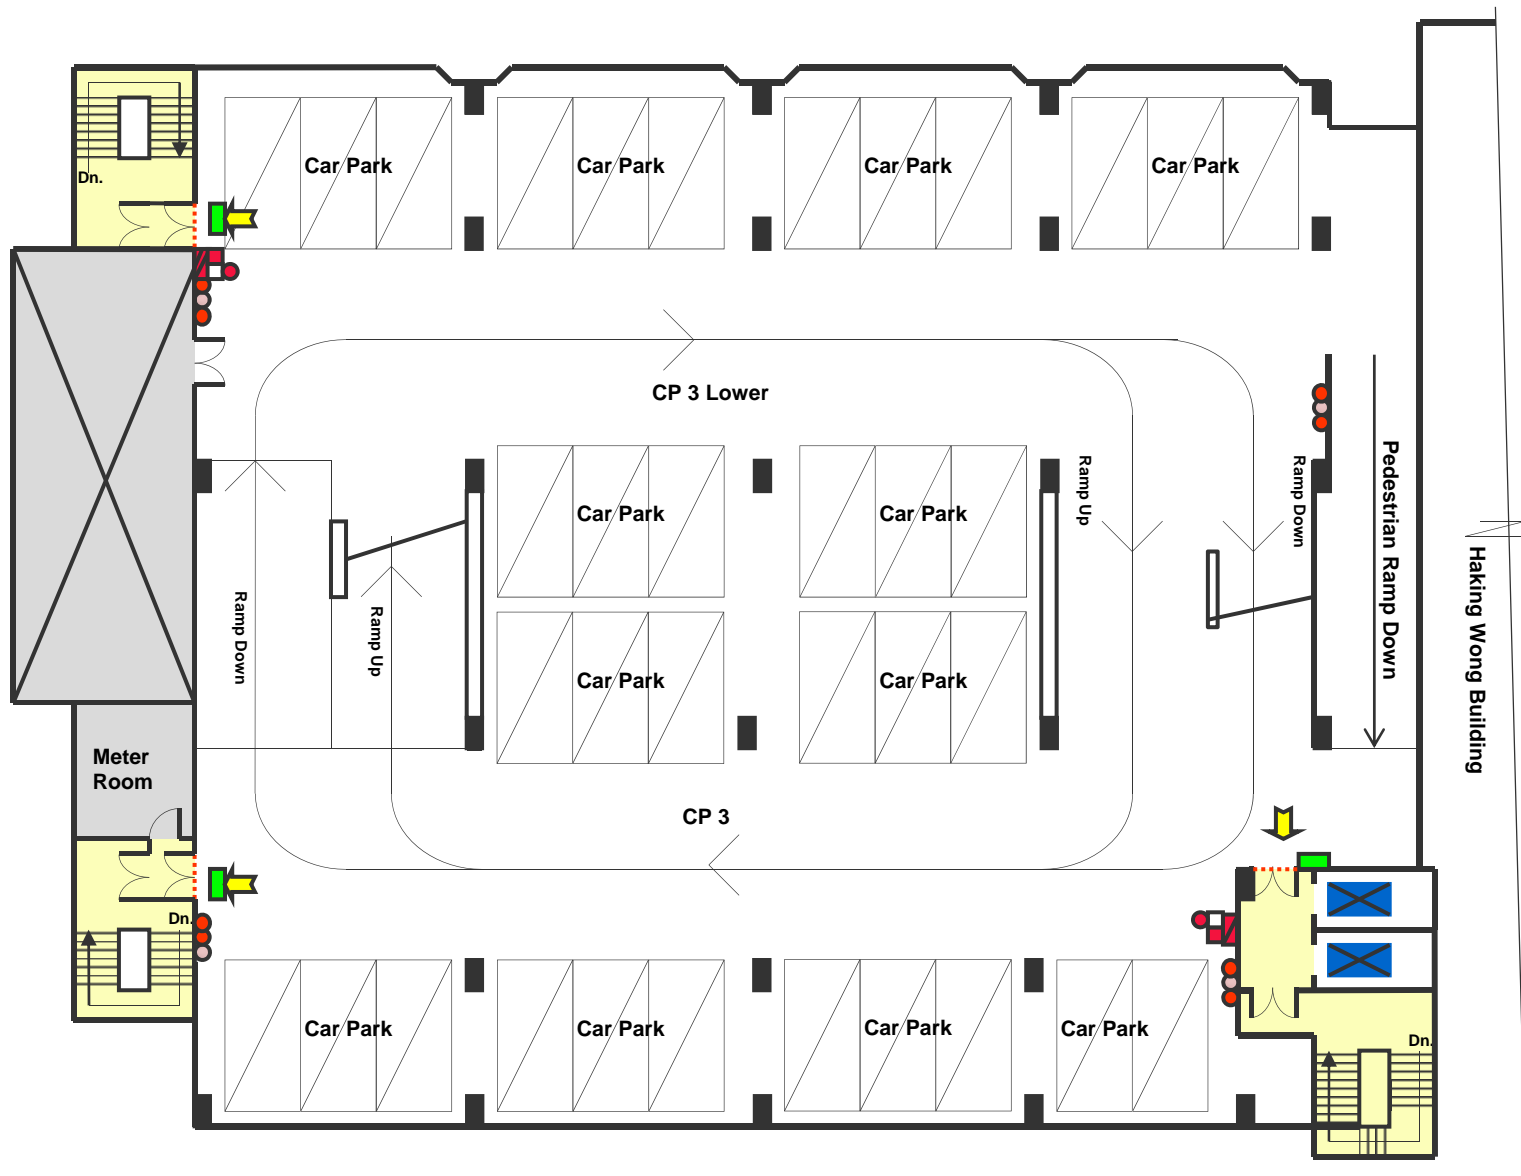 Car Park
Car Park
Car Park
Car Park
Dn.
CP 3 Lower
Ramp Up
Ramp Down
Pedestrian Ramp Down
Haking Wong Building
Car Park
Car Park
Ramp Down
Ramp Up
Car Park
Car Park
Meter
Room
CP 3
Dn.
Car Park
Car Park
Car Park
Car Park
Dn.